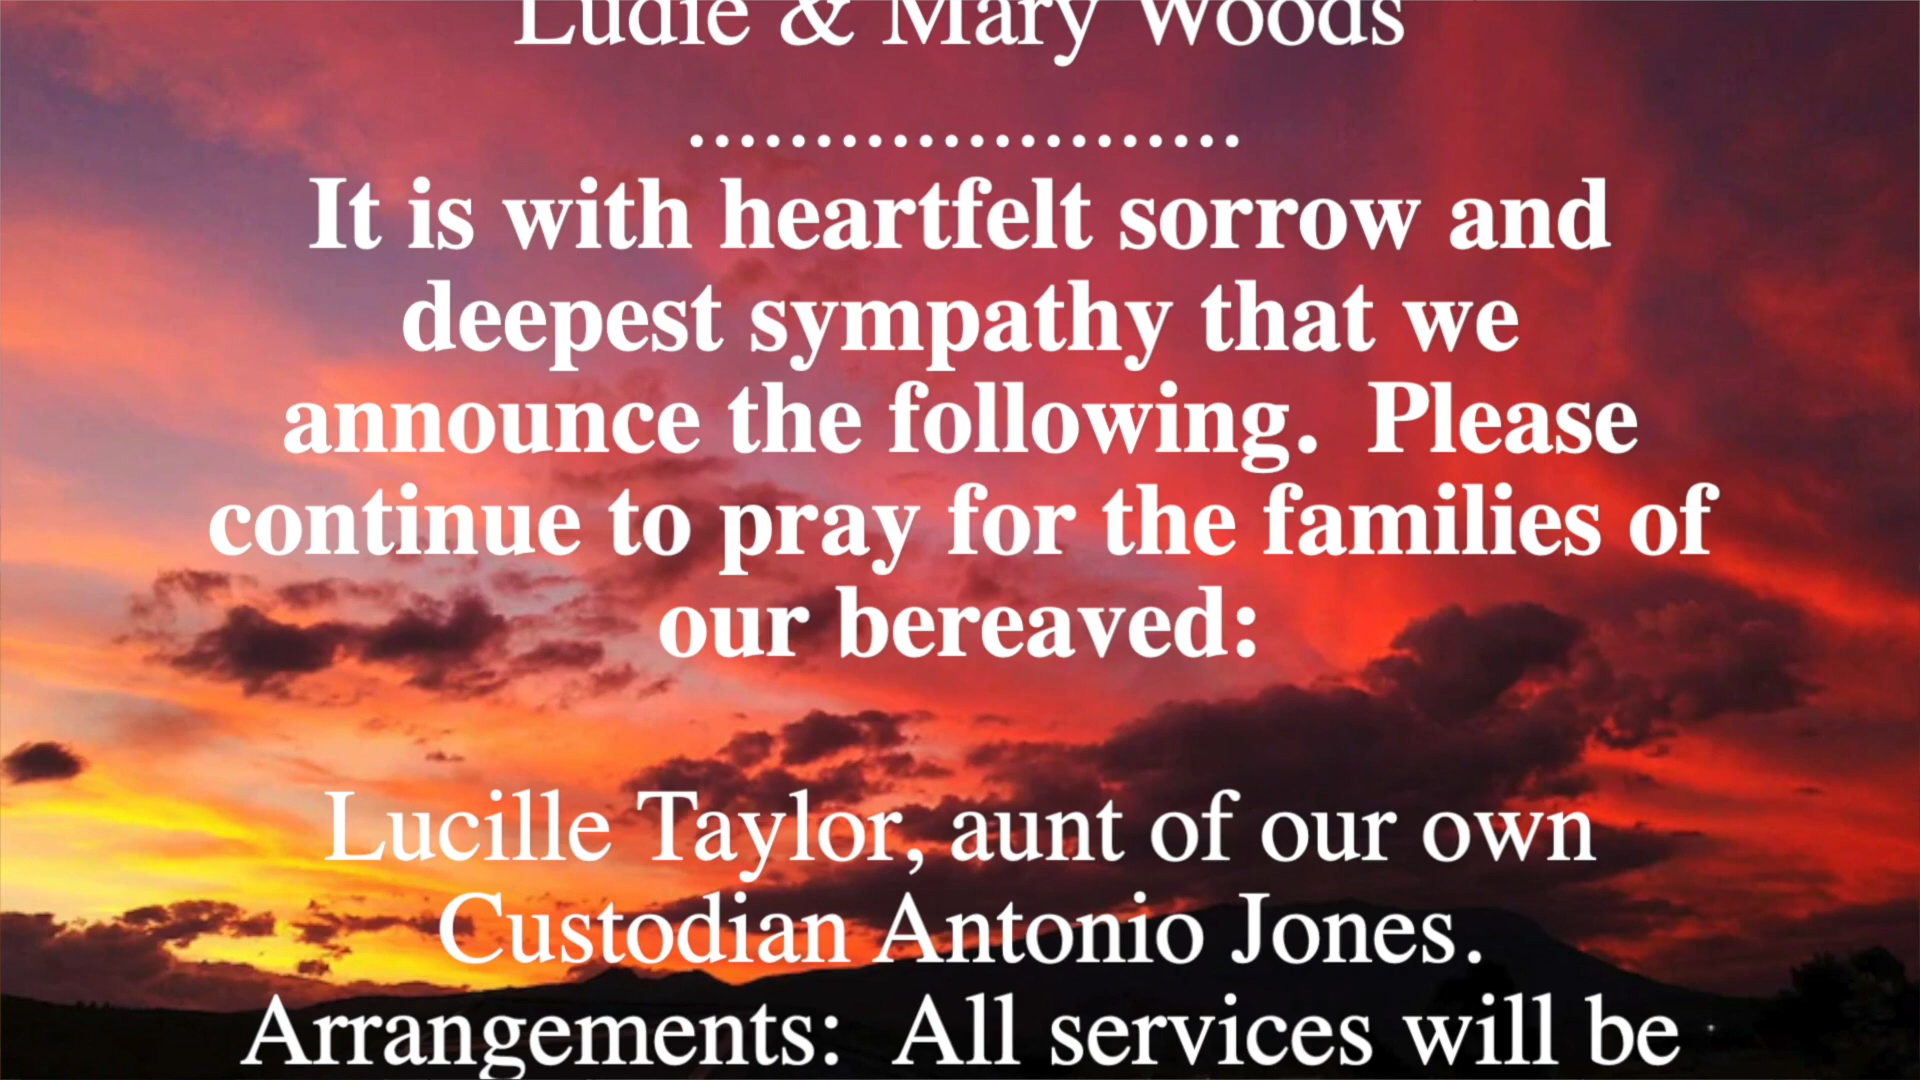 Ludie & Mary Woods
......................
It is with heartfelt sorrow and
deepest sympathy that we
announce the following.  Please
continue to pray for the families of
our bereaved:
Lucille Taylor, aunt of our own
Custodian Antonio Jones.
Arrangements:  All services will be